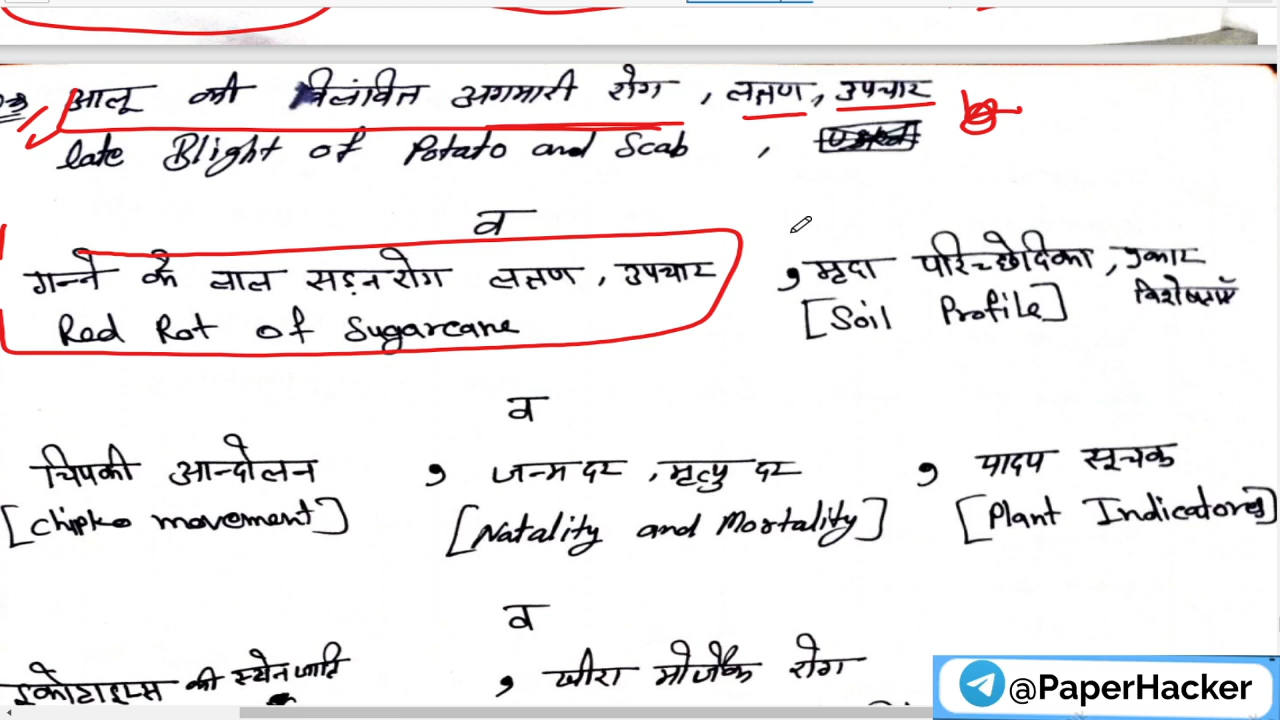 आलू की विलंबित अगमारी रोग , लक्षण , उपचार
late Blight of Potato and Scab ,
व
गन्ने के लाल सड़न रोग लक्षण , उपचार , मृदा परिच्छेदिका , प्रकार
विशेषताएँ
Red Rot of Sugarcane [Soil Profile]
व
चिपको आन्दोलन , जन्म दर , मृत्यु दर , पादप सूचक
[Chipko movement] [Natality and Mortality] [Plant Indicators]
व
इकोटाइप्स की , खीरा मोजैक रोग
@PaperHacker